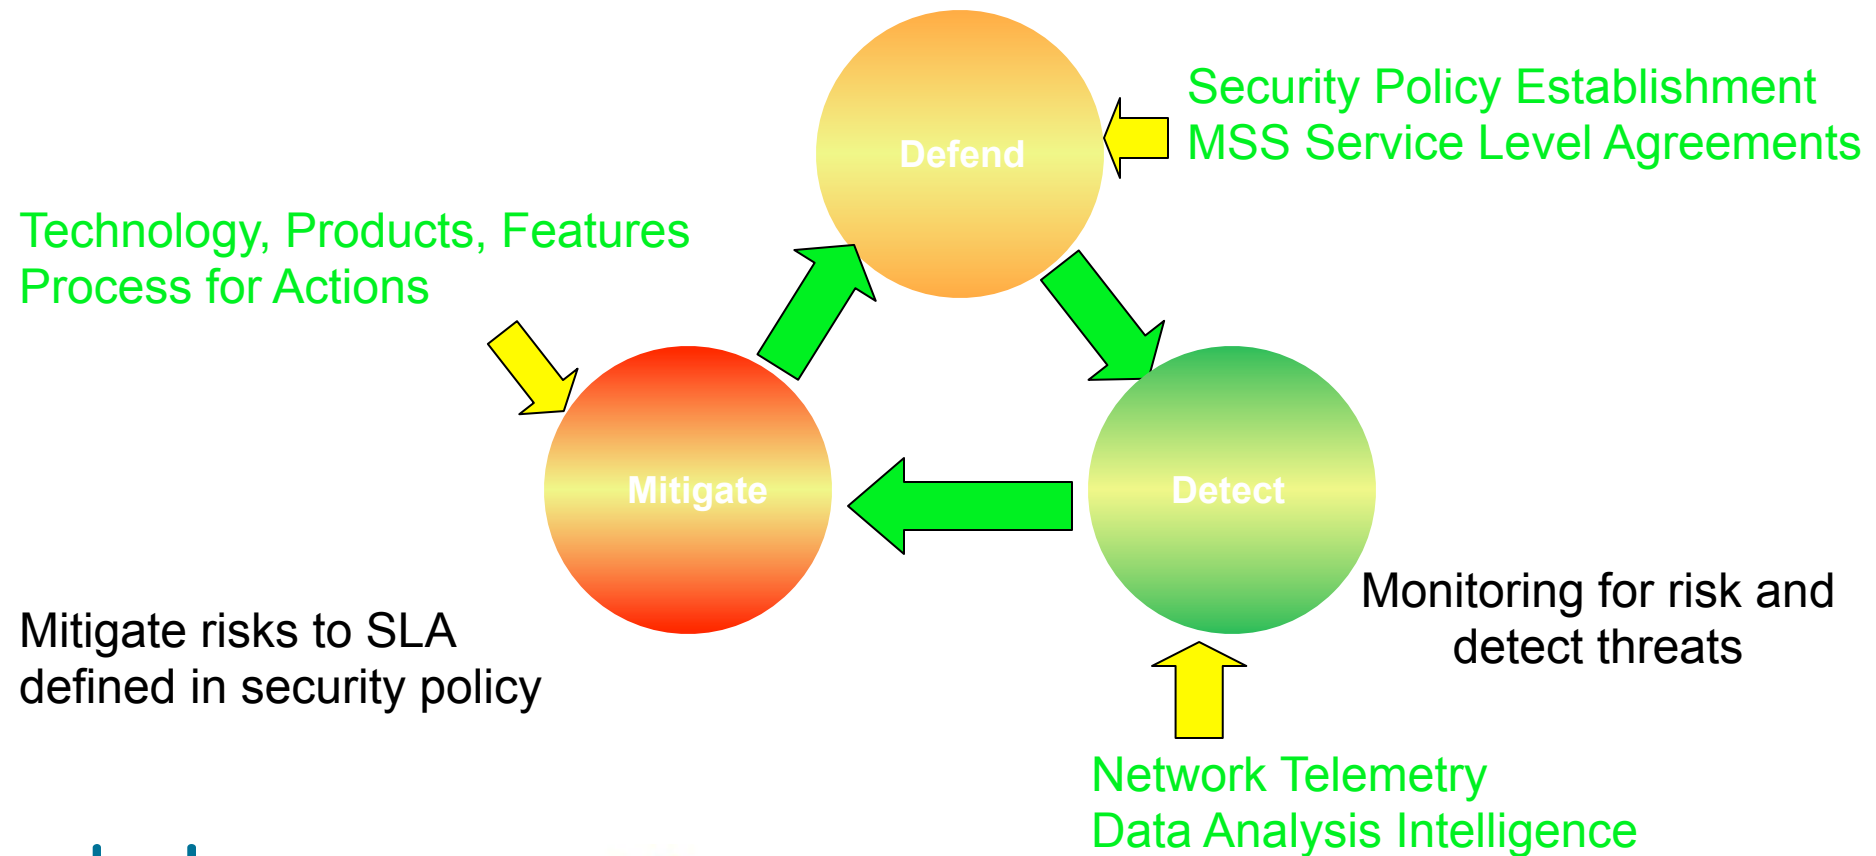 Defend
Security Policy Establishment
MSS Service Level Agreements
Technology, Products, Features
Process for Actions
Mitigate
Detect
Monitoring for risk and
detect threats
Mitigate risks to SLA
defined in security policy
Network Telemetry
Data Analysis Intelligence